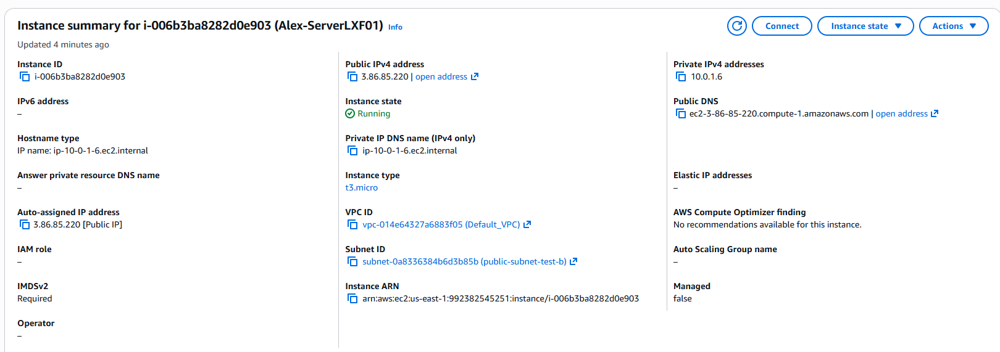 Instance summary for i-006b3ba8282d0e903 (Alex-ServerLXF01) Info
Connect
Instance state
Actions
Updated 4 minutes ago
Instance ID
i-006b3ba8282d0e903
Public IPv4 address
3.86.85.220 | open address
Private IPv4 addresses
10.0.1.6
IPv6 address
–
Instance state
Running
Public DNS
ec2-3-86-85-220.compute-1.amazonaws.com | open address
Hostname type
IP name: ip-10-0-1-6.ec2.internal
Private IP DNS name (IPv4 only)
ip-10-0-1-6.ec2.internal
Answer private resource DNS name
–
Instance type
t3.micro
Elastic IP addresses
–
Auto-assigned IP address
3.86.85.220 [Public IP]
VPC ID
vpc-014e64327a6883f05 (Default_VPC)
AWS Compute Optimizer finding
No recommendations available for this instance.
IAM role
–
Subnet ID
subnet-0a8336384b6d3b85b (public-subnet-test-b)
Auto Scaling Group name
–
IMDSv2
Required
Instance ARN
arn:aws:ec2:us-east-1:992382545251:instance/i-006b3ba8282d0e903
Managed
false
Operator
–